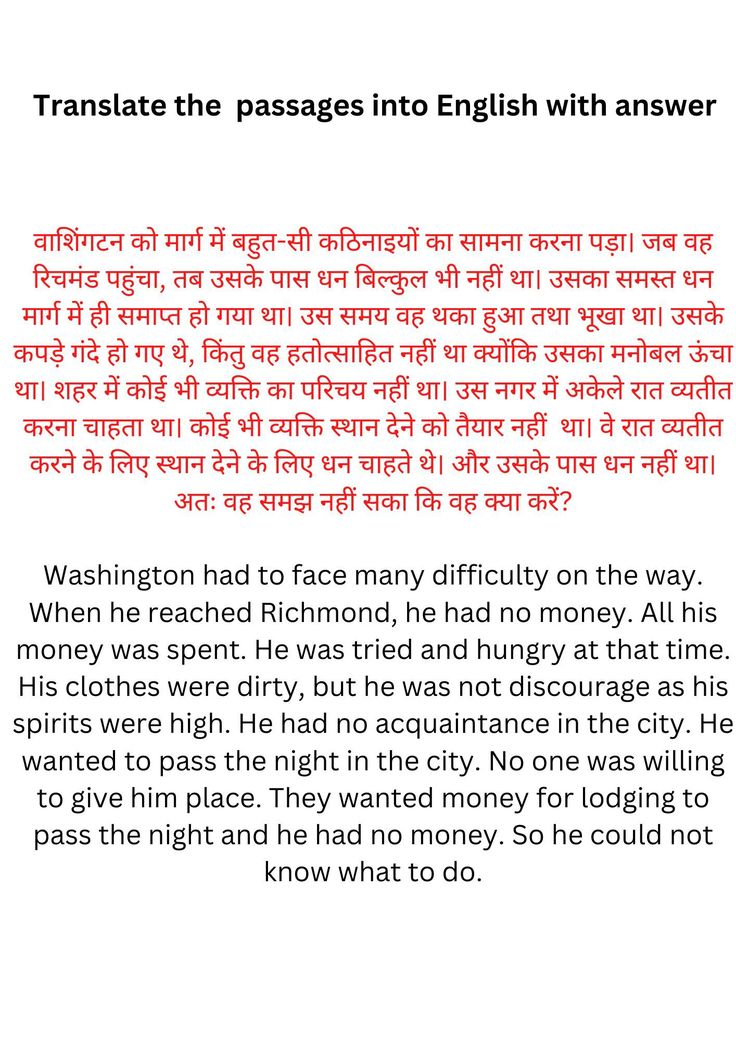 Translate the passages into English with answer
वाशिंगटन को मार्ग में बहुत-सी कठिनाइयों का सामना करना पड़ा। जब वह
रिचमंड पहुंचा, तब उसके पास धन बिल्कुल भी नहीं था। उसका समस्त धन
मार्ग में ही समाप्त हो गया था। उस समय वह थका हुआ तथा भूखा था। उसके
कपड़े गंदे हो गए थे, किंतु वह हतोत्साहित नहीं था क्योंकि उसका मनोबल ऊंचा
था। शहर में कोई भी व्यक्ति का परिचय नहीं था। उस नगर में अकेले रात व्यतीत
करना चाहता था। कोई भी व्यक्ति स्थान देने को तैयार नहीं था। वे रात व्यतीत
करने के लिए स्थान देने के लिए धन चाहते थे। और उसके पास धन नहीं था।
अतः वह समझ नहीं सका कि वह क्या करें?
Washington had to face many difficulty on the way.
When he reached Richmond, he had no money. All his
money was spent. He was tried and hungry at that time.
His clothes were dirty, but he was not discourage as his
spirits were high. He had no acquaintance in the city. He
wanted to pass the night in the city. No one was willing
to give him place. They wanted money for lodging to
pass the night and he had no money. So he could not
know what to do.